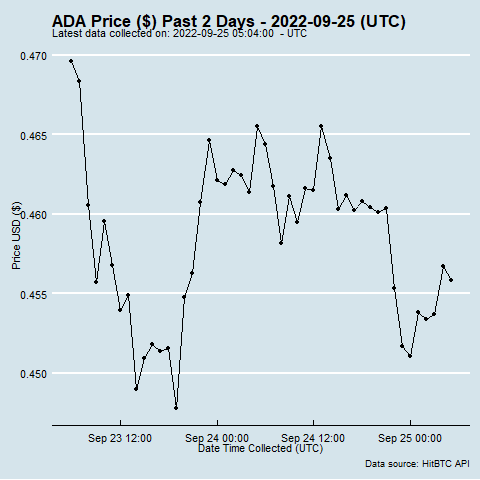 ADA Price ($) Past 2 Days - 2022-09-25 (UTC)
Latest data collected on: 2022-09-25 05:04:00 - UTC
0.470
0.465
0.460
0.455
0.450
Price USD ($)
Sep 23 12:00 Sep 24 00:00 Sep 24 12:00 Sep 25 00:00
Date Time Collected (UTC)
Data source: HitBTC API